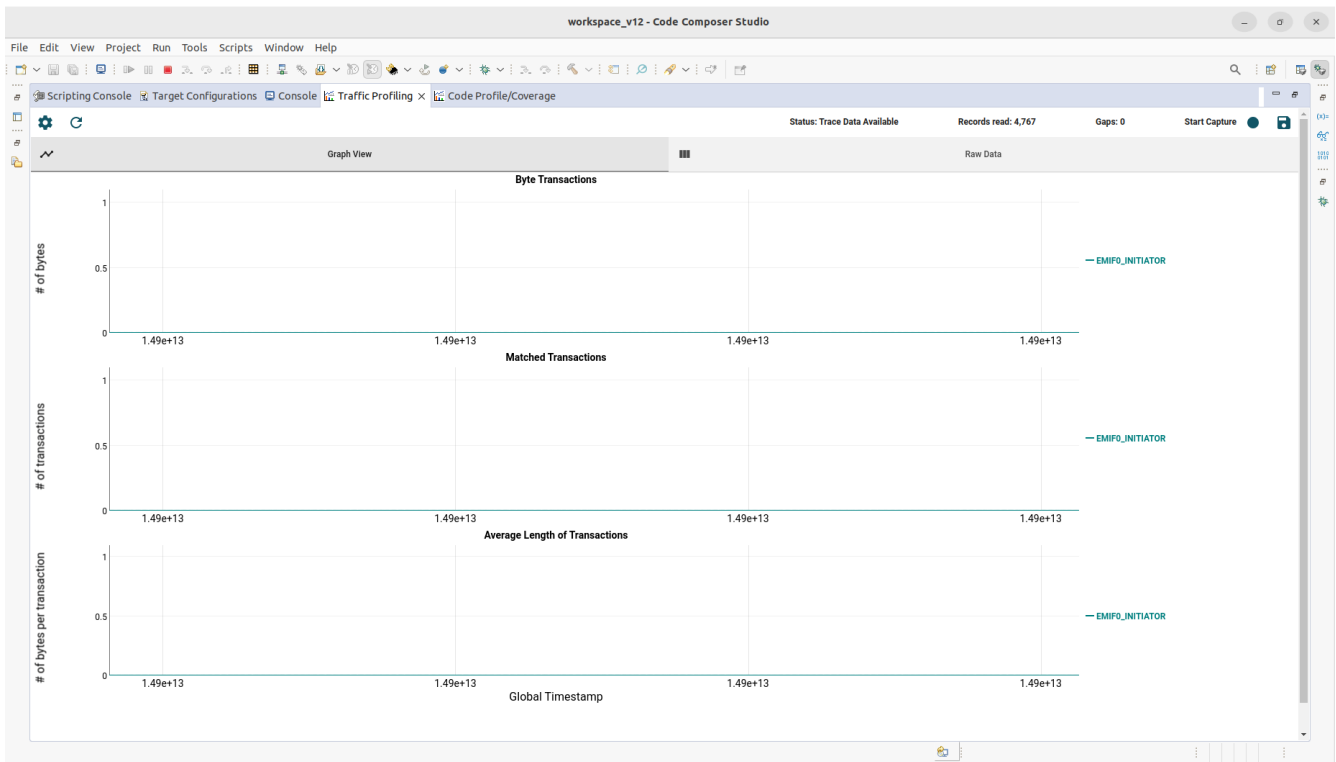 workspace_v12 - Code Composer Studio
File Edit View Project Run Tools Scripts Window Help
Scripting Console Target Configurations Console Traffic Profiling Code Profile/Coverage
Status: Trace Data Available Records read: 4,767 Gaps: 0 Start Capture
Graph View Raw Data
Byte Transactions
# of bytes
1
0.5
0
1.49e+13 1.49e+13 1.49e+13 1.49e+13
EMIF0_INITIATOR
Matched Transactions
# of transactions
1
0.5
0
1.49e+13 1.49e+13 1.49e+13 1.49e+13
EMIF0_INITIATOR
Average Length of Transactions
# of bytes per transaction
1
0.5
0
1.49e+13 1.49e+13 1.49e+13 1.49e+13
EMIF0_INITIATOR
Global Timestamp
(x)=
1010
0101